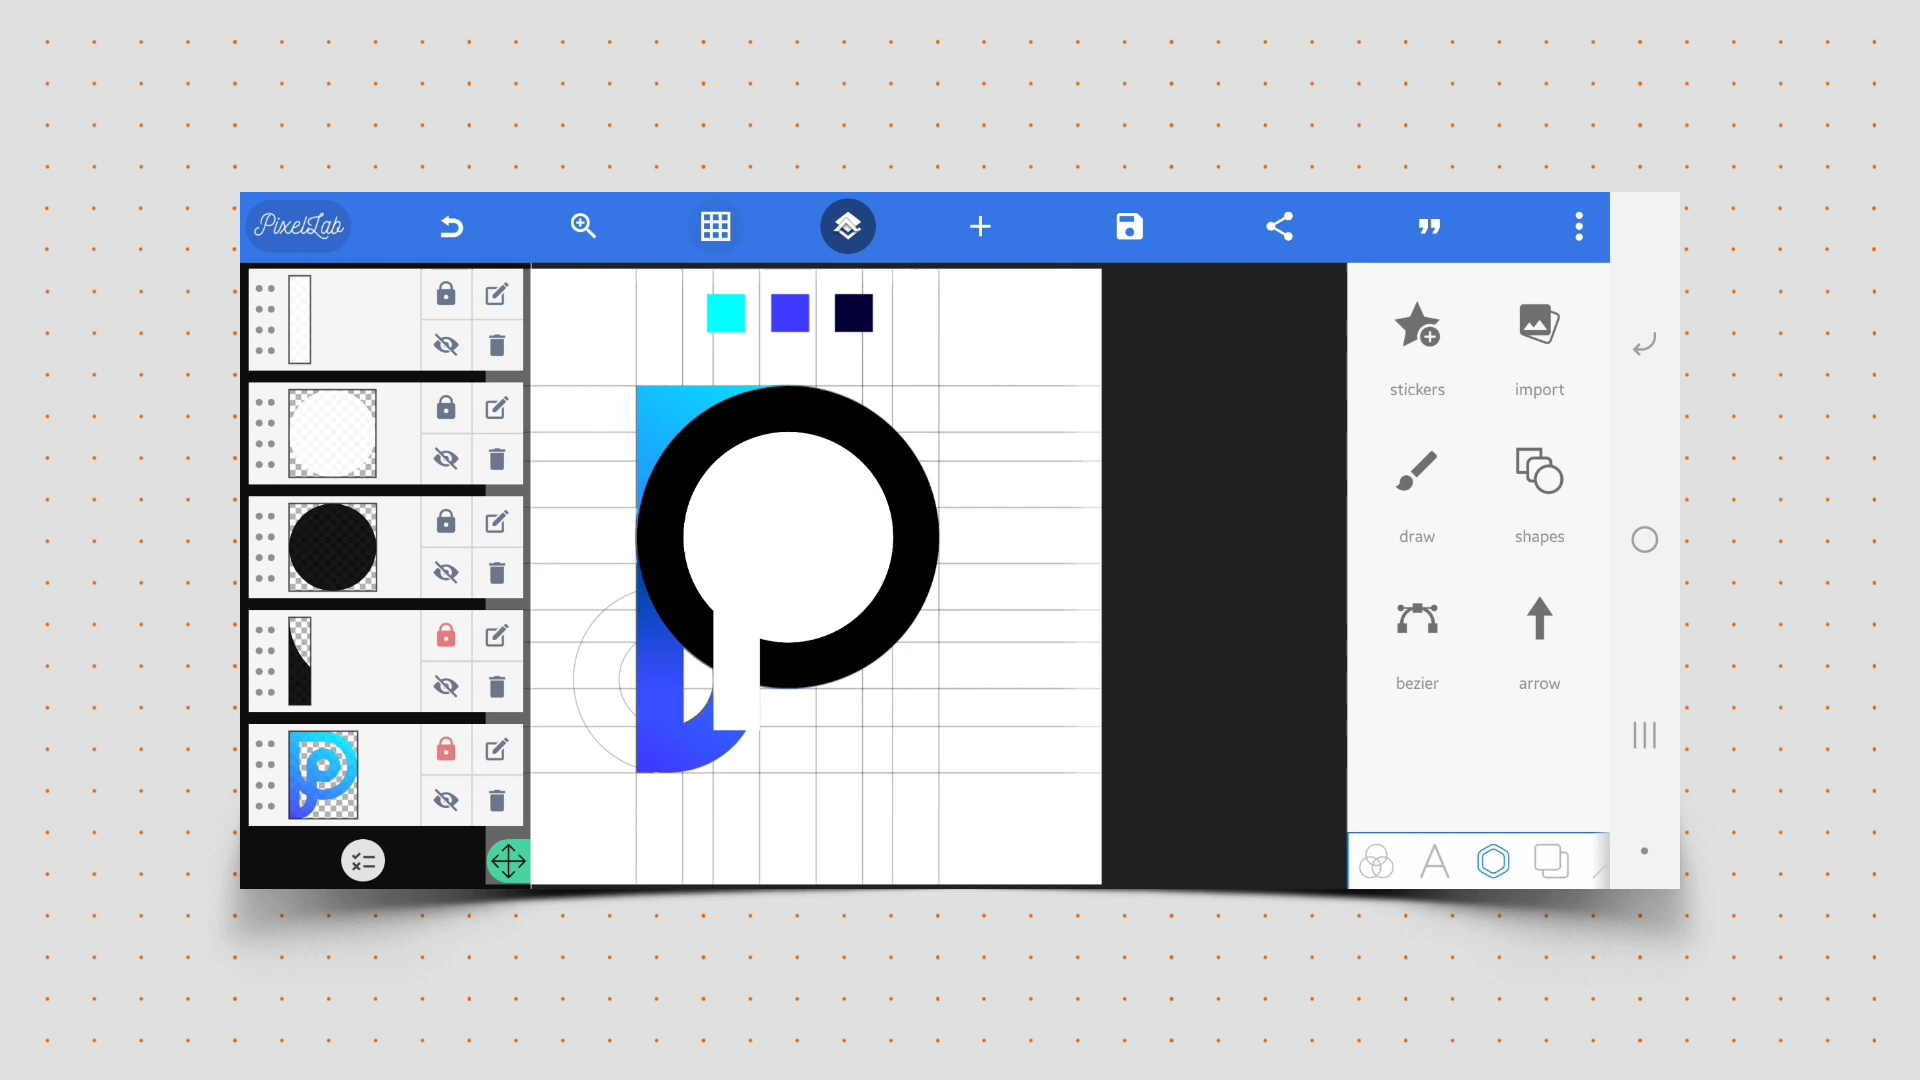 PixelLab
stickers
import
draw
shapes
bezier
arrow